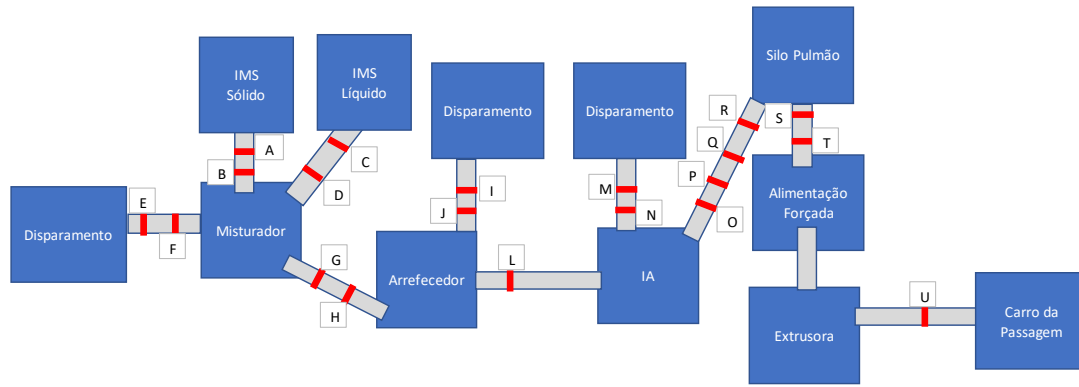 IMS
Sólido
IMS
Líquido
Disparamento
Disparamento
Silo Pulmão
A
B
C
D
E
F
Disparamento
Misturador
G
H
I
J
Arrefecedor
L
M
N
IA
R
Q
P
O
S
T
Alimentação
Forçada
Extrusora
U
Carro da
Passagem